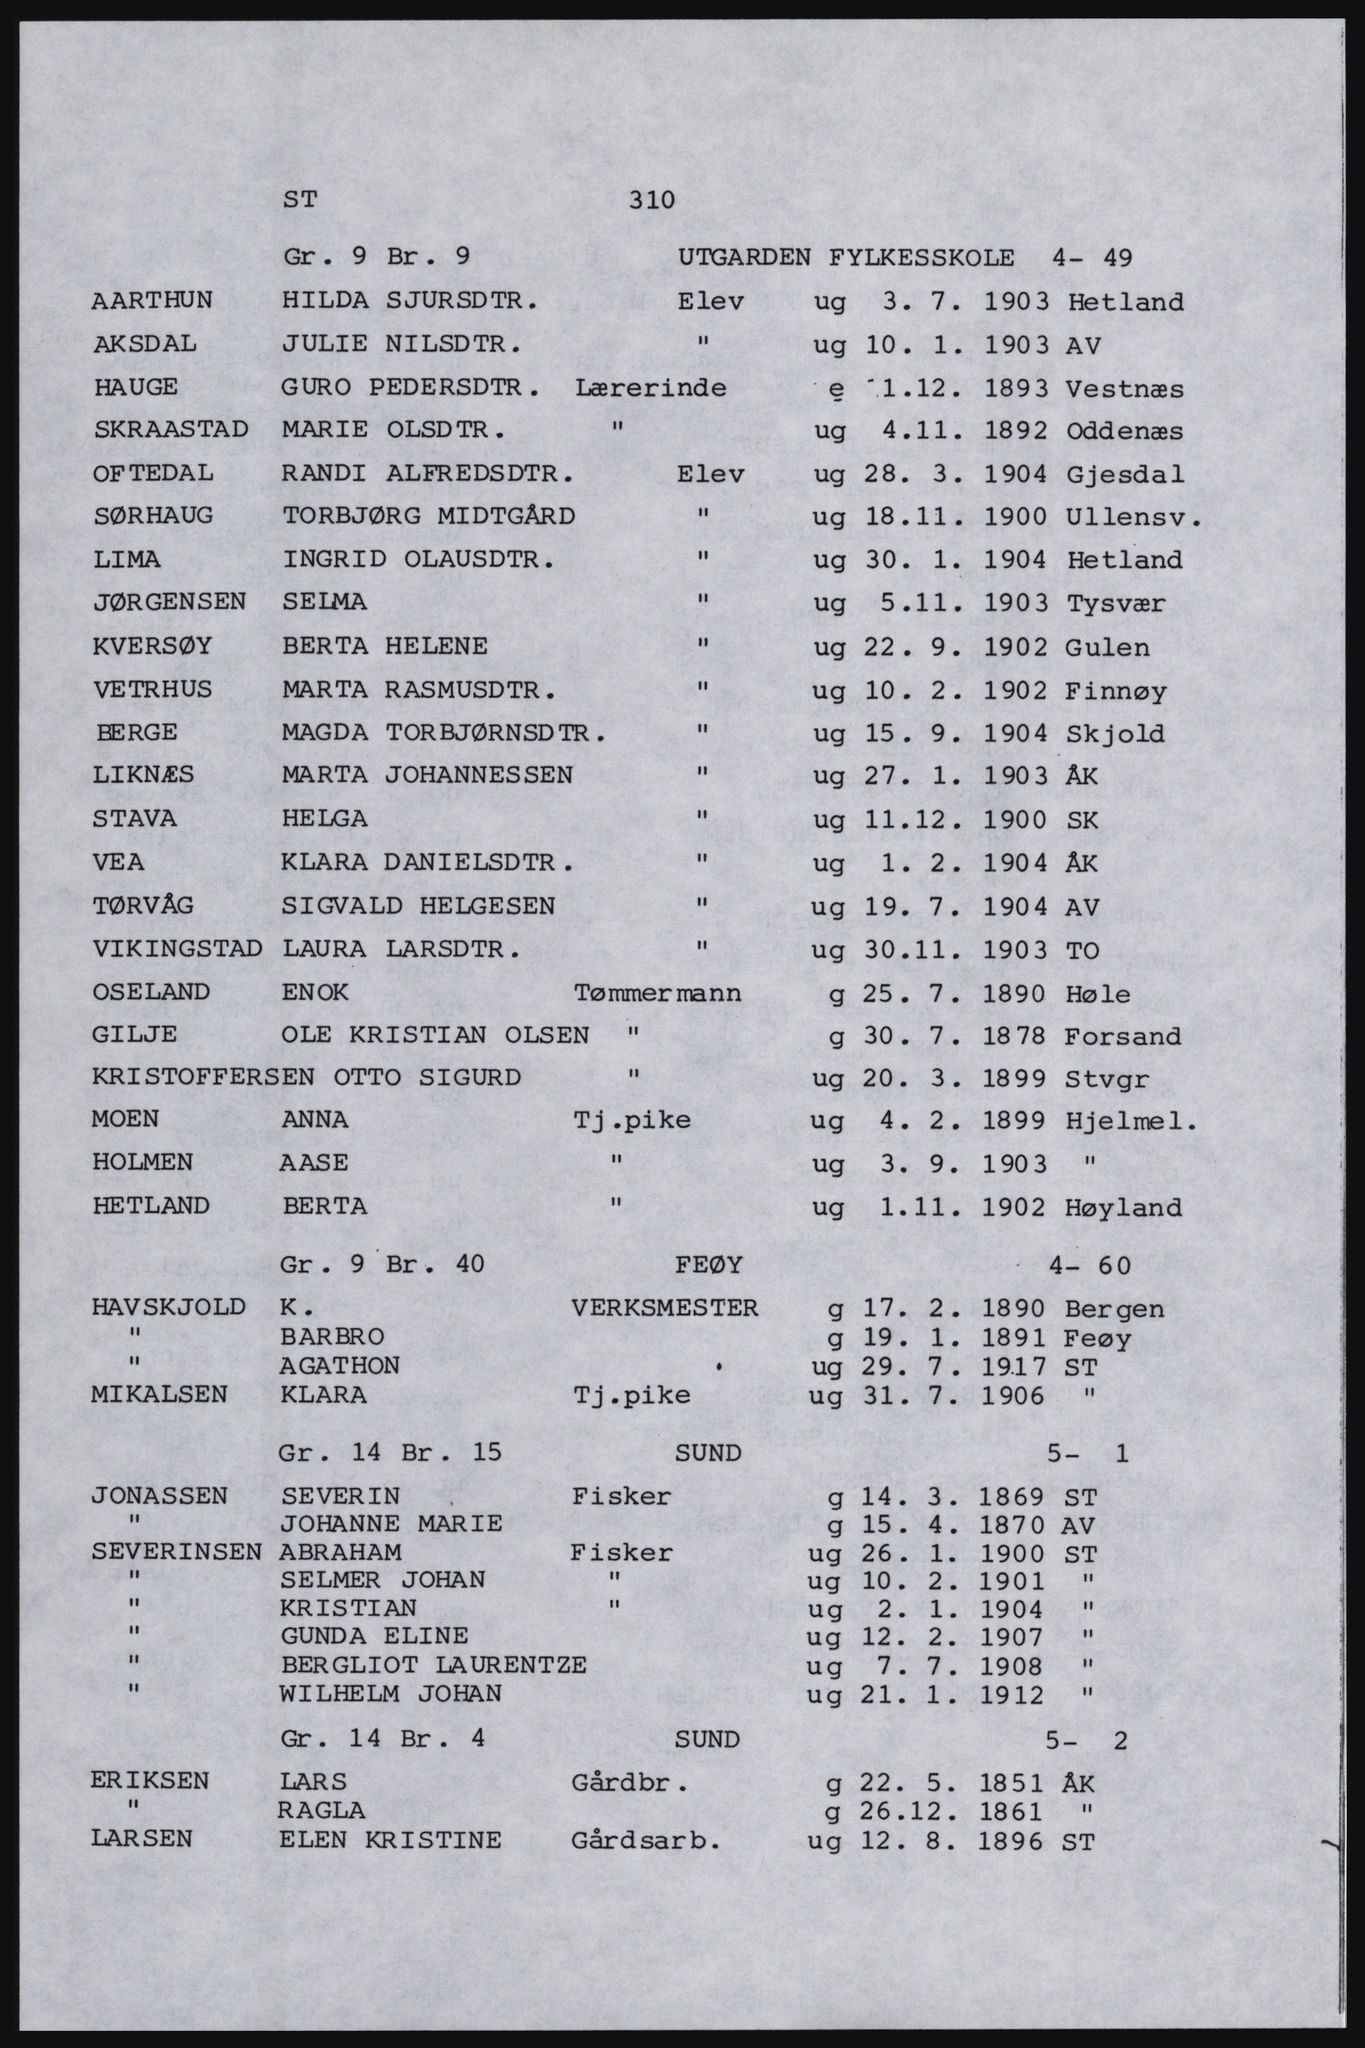 ST 310
Gr. 9 Br. 9 UTGARDEN FYLKESSKOLE 4- 49
AARTHUN HILDA SJURSDTR. Elev ug 3. 7. 1903 Hetland
AKSDAL JULIE NILSDTR. " ug 10. 1. 1903 AV
HAUGE GURO PEDERSDTR. Lærerinde e 1.12. 1893 Vestnæs
SKRAASTAD MARIE OLSDTR. " ug 4.11. 1892 Oddenæs
OFTEDAL RANDI ALFREDSDTR. Elev ug 28. 3. 1904 Gjesdal
SØRHAUG TORBJØRG MIDTGÅRD " ug 18.11. 1900 Ullensv.
LIMA INGRID OLAUSDTR. " ug 30. 1. 1904 Hetland
JØRGENSEN SELMA " ug 5.11. 1903 Tysvær
KVERSØY BERTA HELENE " ug 22. 9. 1902 Gulen
VETRHUS MARTA RASMUSDTR. " ug 10. 2. 1902 Finnøy
BERGE MAGDA TORBJØRNSDTR. " ug 15. 9. 1904 Skjold
LIKNÆS MARTA JOHANNESSEN " ug 27. 1. 1903 ÅK
STAVA HELGA " ug 11.12. 1900 SK
VEA KLARA DANIELSDTR. " ug 1. 2. 1904 ÅK
TØRVÅG SIGVALD HELGESEN " ug 19. 7. 1904 AV
VIKINGSTAD LAURA LARSDTR. " ug 30.11. 1903 TO
OSELAND ENOK Tømmermann g 25. 7. 1890 Høle
GILJE OLE KRISTIAN OLSEN " g 30. 7. 1878 Forsand
KRISTOFFERSEN OTTO SIGURD " ug 20. 3. 1899 Stvgr
MOEN ANNA Tj.pike ug 4. 2. 1899 Hjelmel.
HOLMEN AASE " ug 3. 9. 1903 "
HETLAND BERTA " ug 1.11. 1902 Høyland
Gr. 9 Br. 40 FEØY 4- 60
HAVSKJOLD K. VERKSMESTER g 17. 2. 1890 Bergen
" BARBRO g 19. 1. 1891 Feøy
" AGATHON ug 29. 7. 1917 ST
MIKALSEN KLARA Tj.pike ug 31. 7. 1906 "
Gr. 14 Br. 15 SUND 5- 1
JONASSEN SEVERIN Fisker g 14. 3. 1869 ST
" JOHANNE MARIE g 15. 4. 1870 AV
SEVERINSEN ABRAHAM Fisker ug 26. 1. 1900 ST
" SELMER JOHAN " ug 10. 2. 1901 "
" KRISTIAN " ug 2. 1. 1904 "
" GUNDA ELINE ug 12. 2. 1907 "
" BERGLIOT LAURENTZE ug 7. 7. 1908 "
" WILHELM JOHAN ug 21. 1. 1912 "
Gr. 14 Br. 4 SUND 5- 2
ERIKSEN LARS Gårdbr. g 22. 5. 1851 ÅK
" RAGLA g 26.12. 1861 "
LARSEN ELEN KRISTINE Gårdsarb. ug 12. 8. 1896 ST